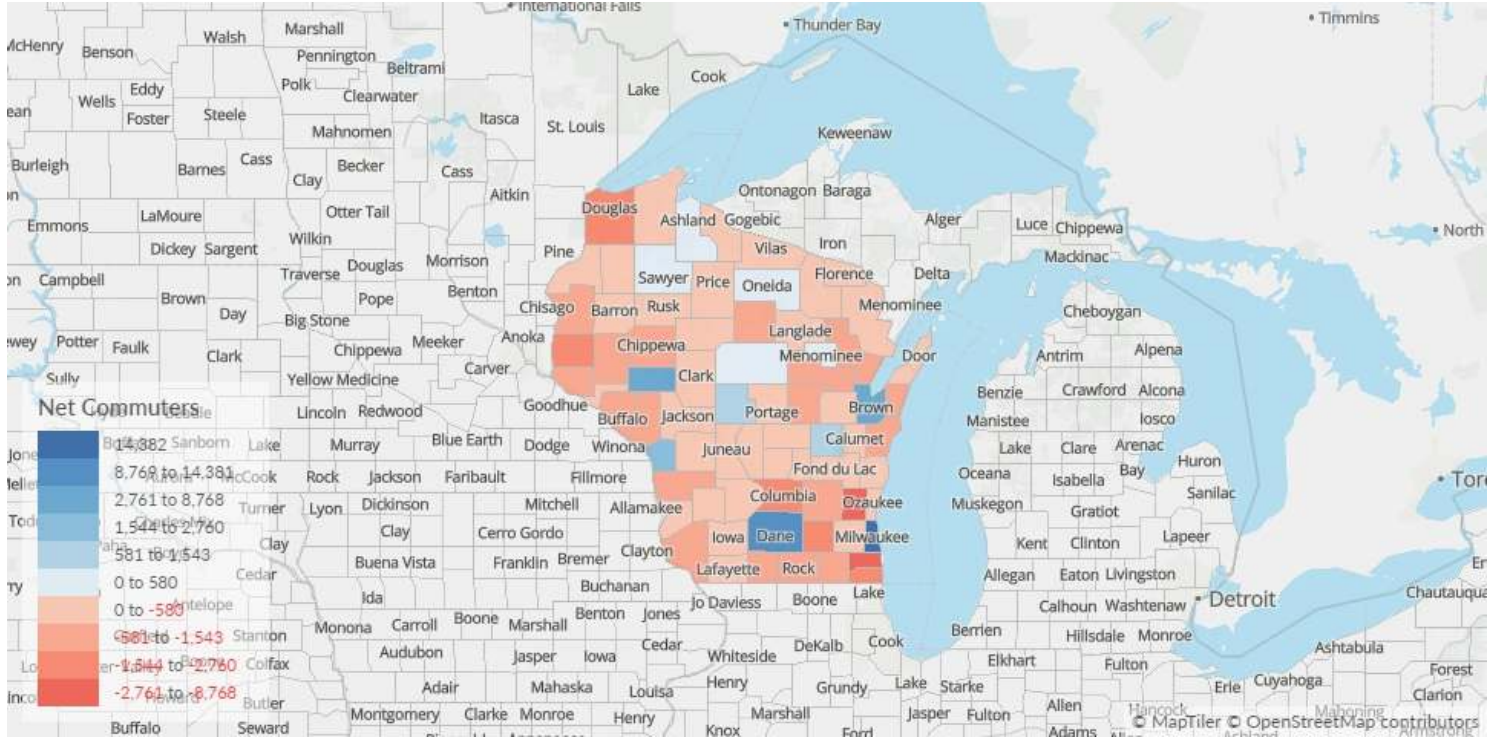 International Falls
Thunder Bay
Timmins
McHenry
Benson
Walsh
Marshall
Pennington
Beltrami
Polk
Clearwater
Eddy
Wells
Foster
Steele
Mahnomen
Itasca
St. Louis
Lake
Cook
Keweenaw
Burleigh
Barnes
Cass
Clay
Becker
Cass
Aitkin
Ontonagon
Baraga
Emmons
LaMoure
Otter Tail
Douglas
Ashland
Gogebic
Alger
Luce
Chippewa
North
Dickey
Sargent
Wilkin
Pine
Vilas
Iron
Mackinac
Campbell
Traverse
Douglas
Morrison
Sawyer
Price
Oneida
Florence
Delta
Brown
Pope
Benton
Chisago
Barron
Rusk
Menominee
Cheboygan
Day
Big Stone
Anoka
Langlade
Potter
Faulk
Clark
Chippewa
Meeker
Chippewa
Menominee
Door
Antrim
Alpena
Sully
Yellow Medicine
Carver
Clark
Benzie
Crawford
Alcona
Net Commuters
Lincoln
Redwood
Goodhue
Buffalo
Jackson
Portage
Brown
Manistee
Iosco
14,382
Sanborn
Lake
Murray
Blue Earth
Dodge
Winona
Juneau
Calumet
Lake
Clare
Arenac
8,769 to 14,381
McCook
Rock
Jackson
Faribault
Fillmore
Fond du Lac
Oceana
Isabella
Bay
Huron
2,761 to 8,768
Turner
Lyon
Dickinson
Mitchell
Allamakee
Columbia
Ozaukee
Muskegon
Gratiot
Sanilac
1,544 to 2,760
Clay
Clay
Cerro Gordo
Iowa
Dane
Milwaukee
Kent
Clinton
Lapeer
581 to 1,543
Buena Vista
Franklin
Bremer
Clayton
Lafayette
Rock
Allegan
Eaton
Livingston
0 to 580
Cedar
Ida
Buchanan
Jo Daviess
Boone
Lake
Calhoun
Washtenaw
Detroit
Chautauqua
0 to -580
Antelope
Monona
Carroll
Boone
Marshall
Benton
Jones
-581 to -1,543
Stanton
Cedar
Whiteside
DeKalb
Cook
Berrien
Hillsdale
Monroe
Ashtabula
-1,544 to -2,760
Colfax
Audubon
Jasper
Iowa
Elkhart
Fulton
Forest
-2,761 to -8,768
Butler
Adair
Mahaska
Louisa
Henry
Grundy
Lake
Starke
Erie
Cuyahoga
Clarion
Buffalo
Seward
Montgomery
Clarke
Monroe
Henry
Knox
Marshall
Ford
Jasper
Fulton
Allen
Adams
Hancock
Mahoning
Ashland
Armstrong
© MapTiler © OpenStreetMap contributors